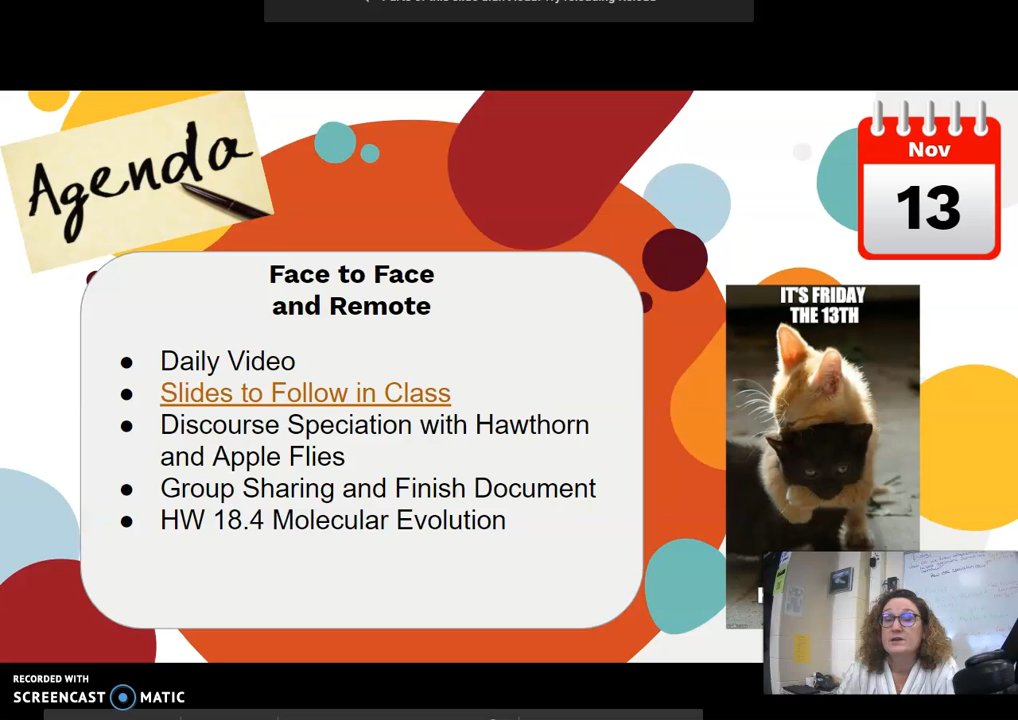 Agenda
Nov
13
Face to Face
and Remote
IT'S FRIDAY
THE 13TH
● Daily Video
● Slides to Follow in Class
● Discourse Speciation with Hawthorn
and Apple Flies
● Group Sharing and Finish Document
● HW 18.4 Molecular Evolution
RECORDED WITH
SCREENCAST MATIC